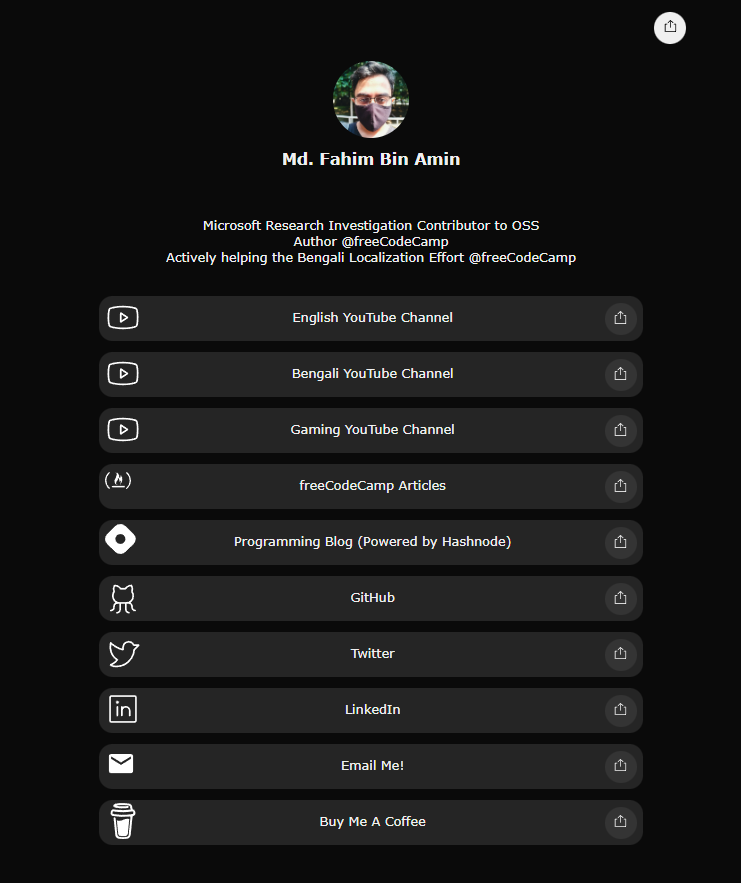 Md. Fahim Bin Amin
Microsoft Research Investigation Contributor to OSS
Author @freeCodeCamp
Actively helping the Bengali Localization Effort @freeCodeCamp
English YouTube Channel
Bengali YouTube Channel
Gaming YouTube Channel
freeCodeCamp Articles
Programming Blog (Powered by Hashnode)
GitHub
Twitter
in LinkedIn
Email Me!
Buy Me A Coffee